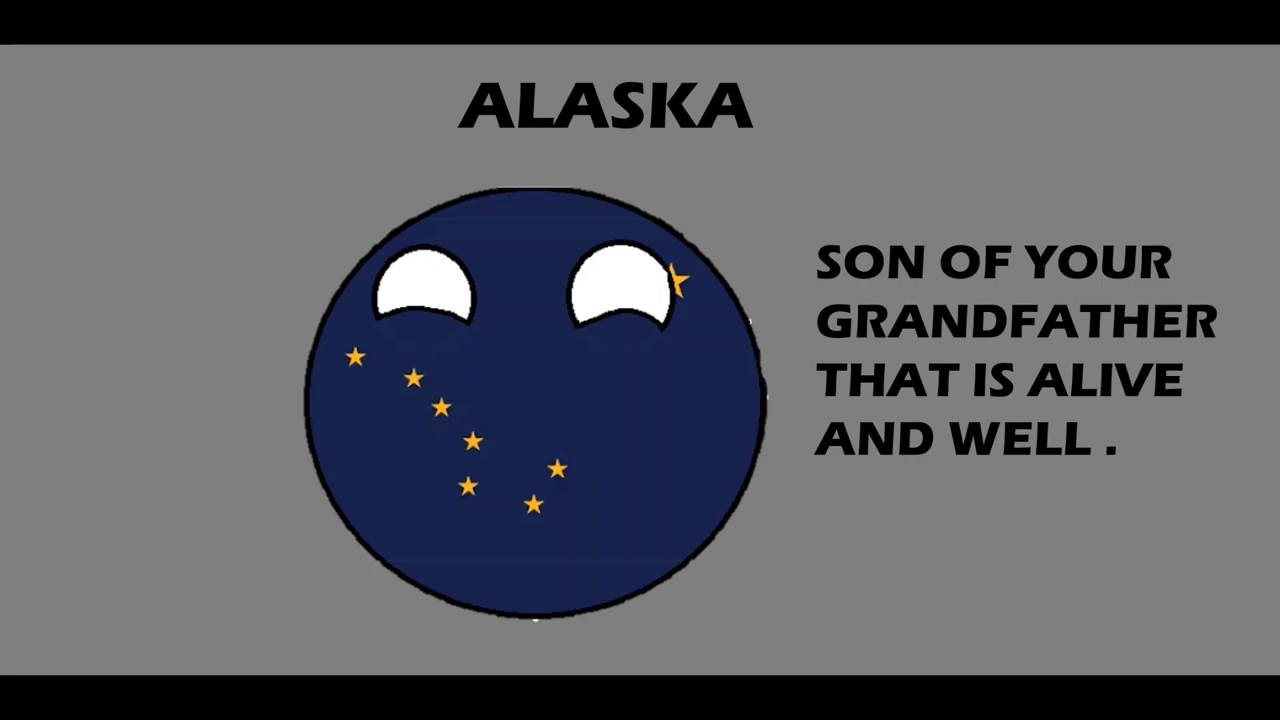 ALASKA
SON OF YOUR
GRANDFATHER
THAT IS ALIVE
AND WELL .